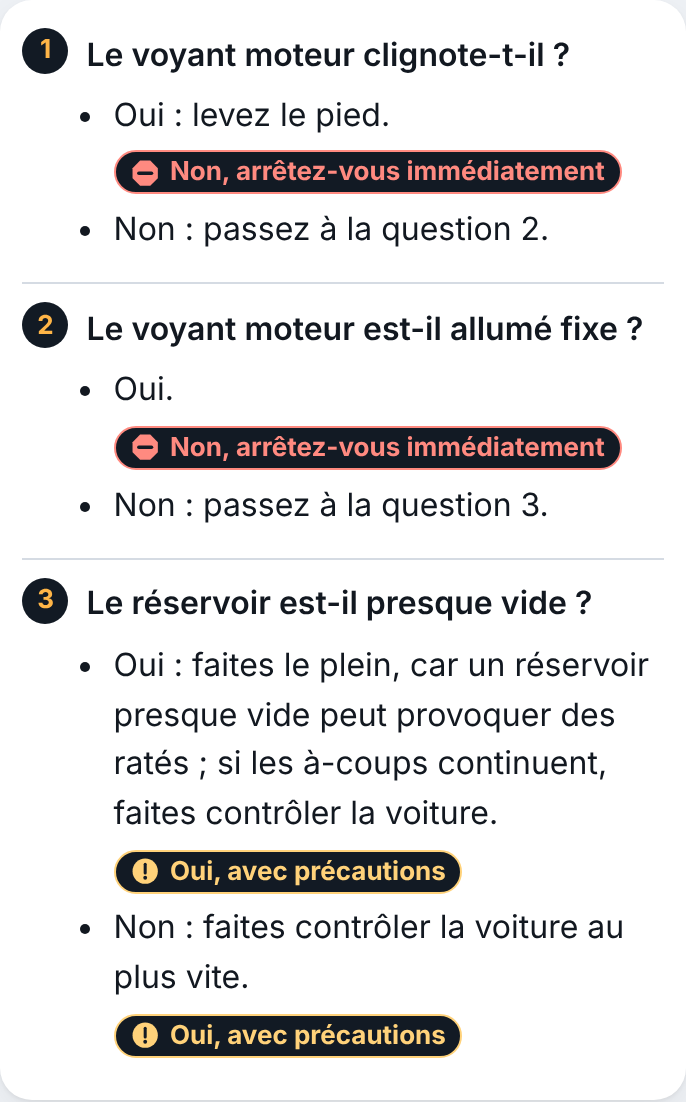 1 Le voyant moteur clignote-t-il ?
• Oui : levez le pied.
Non, arrêtez-vous immédiatement
• Non : passez à la question 2.
2 Le voyant moteur est-il allumé fixe ?
• Oui.
Non, arrêtez-vous immédiatement
• Non : passez à la question 3.
3 Le réservoir est-il presque vide ?
• Oui : faites le plein, car un réservoir
presque vide peut provoquer des
ratés ; si les à-coups continuent,
faites contrôler la voiture.
Oui, avec précautions
• Non : faites contrôler la voiture au
plus vite.
Oui, avec précautions